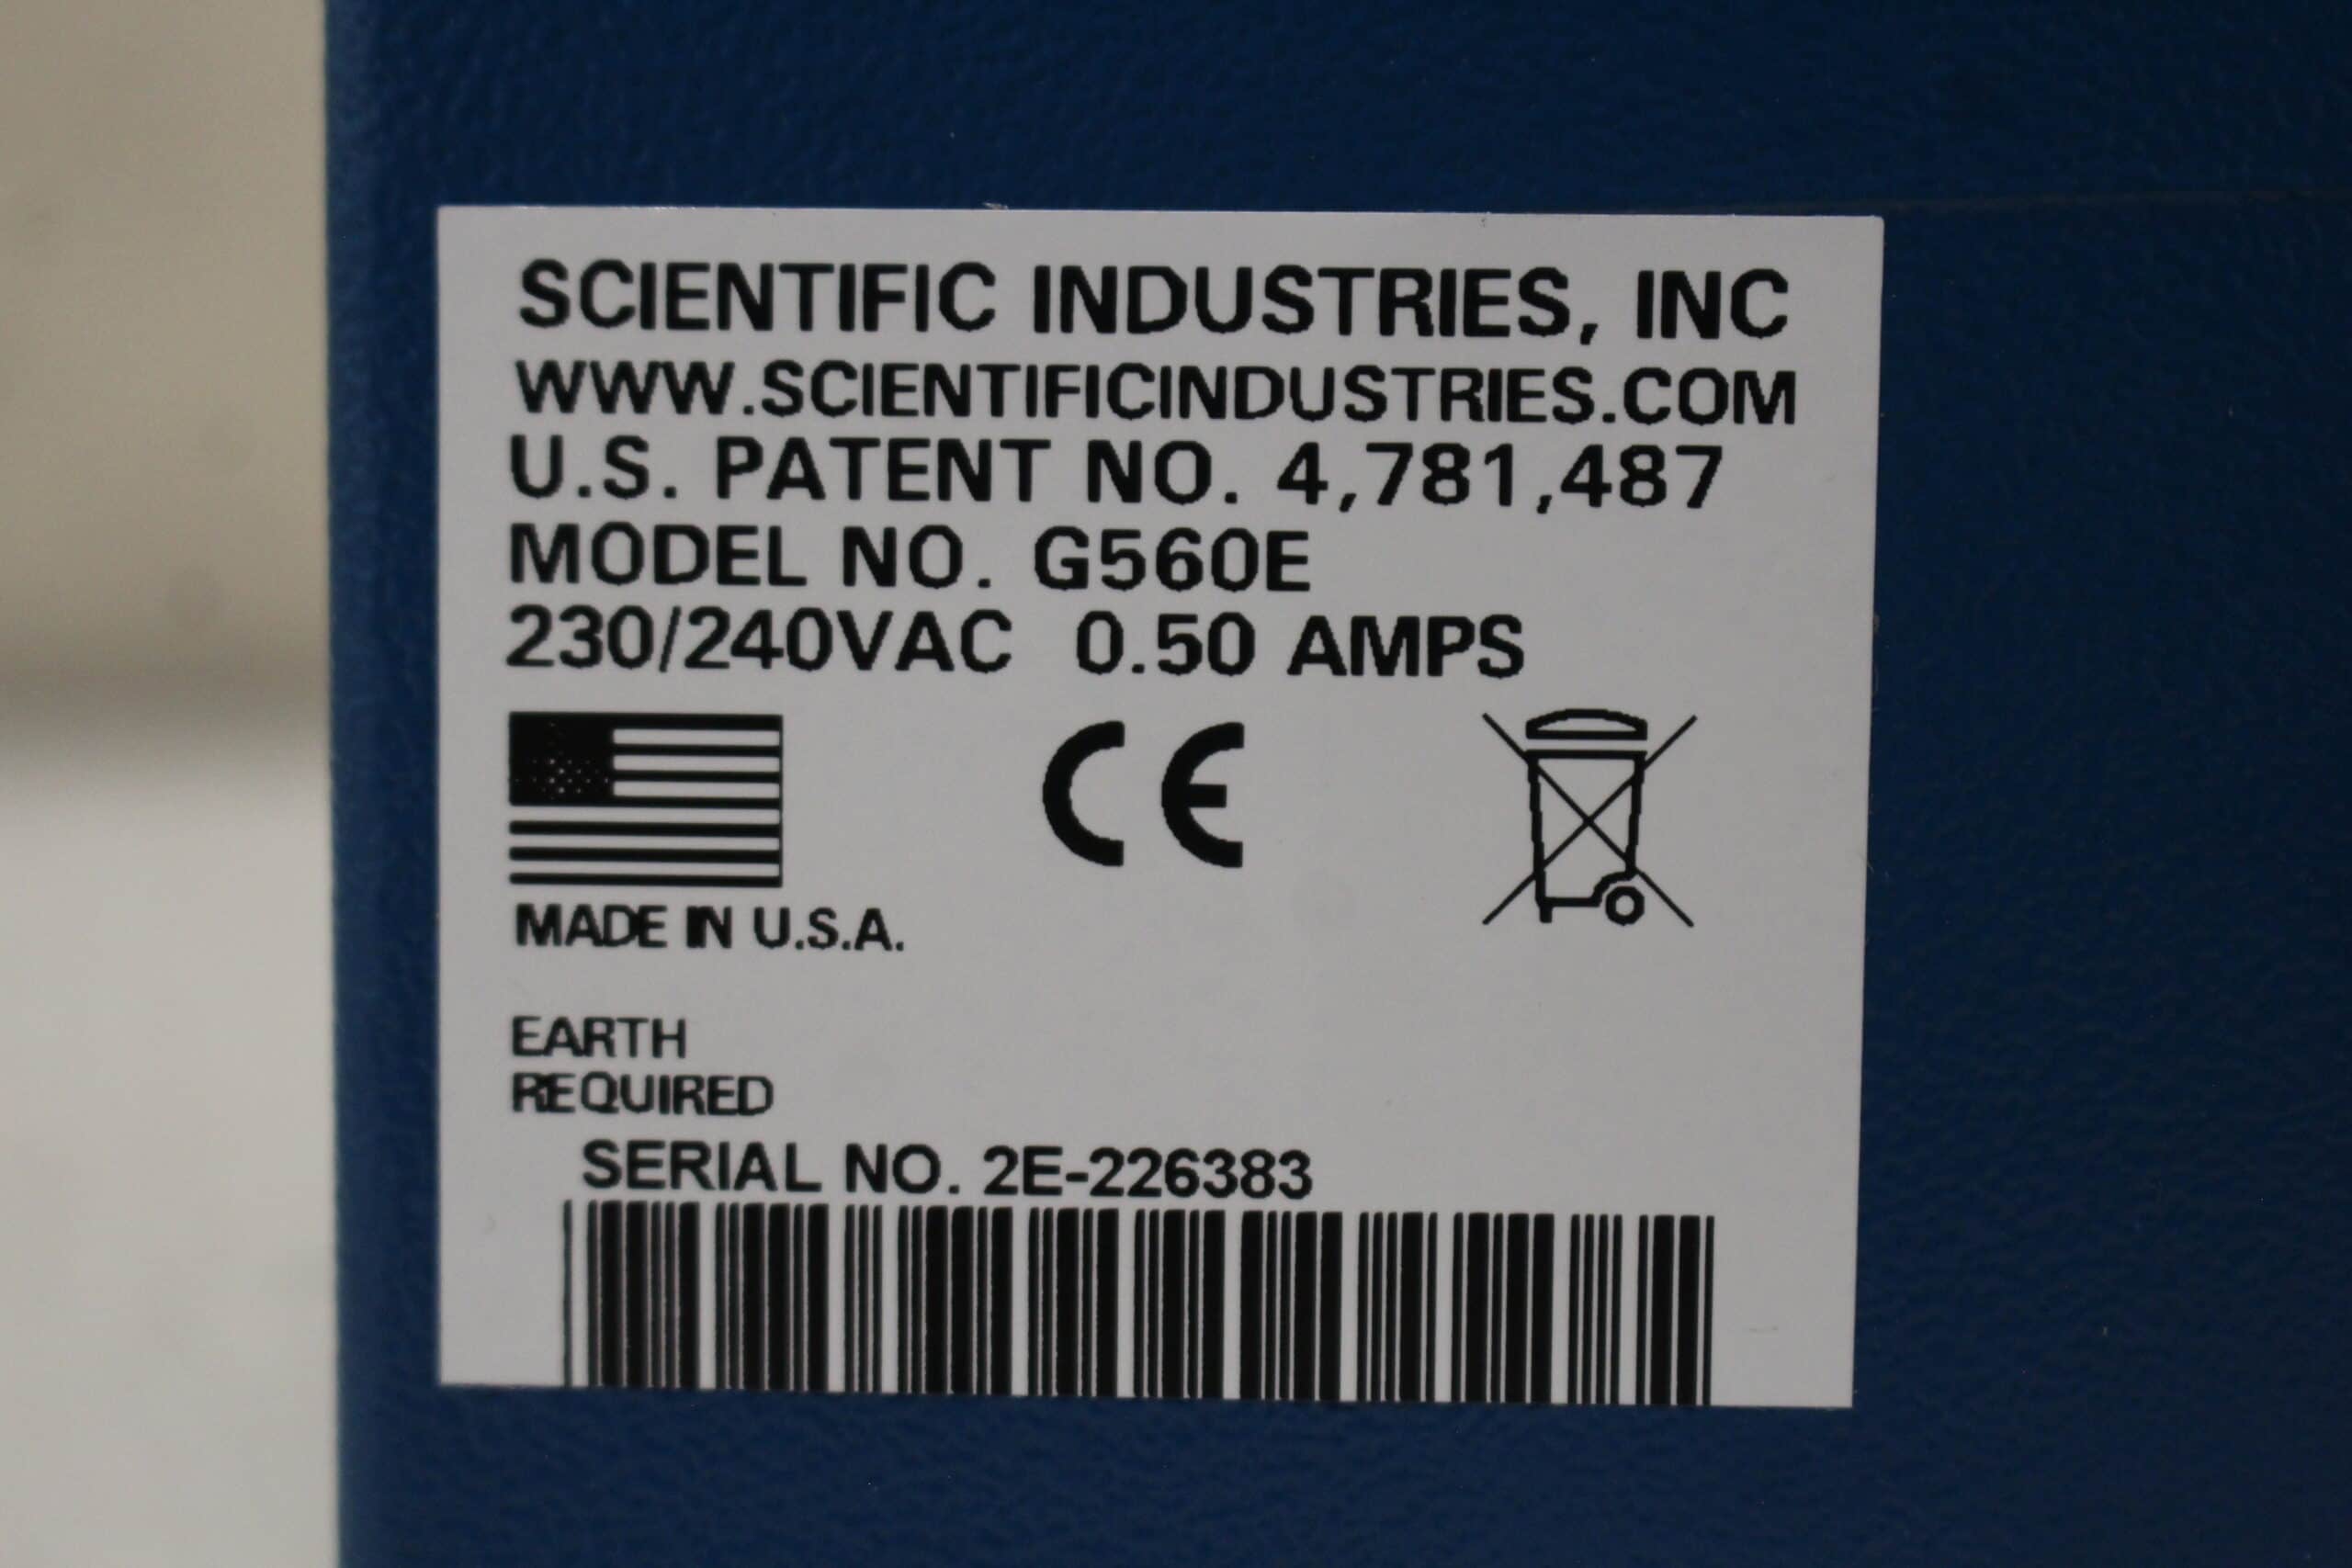 SCIENTIFIC INDUSTRIES, INC
WWW.SCIENTIFICINDUSTRIES.COM
U.S. PATENT NO. 4,781,487
MODEL NO. G560E
230/240VAC 0.50 AMPS
CE
MADE IN U.S.A.
EARTH
REQUIRED
SERIAL NO. 2E-226383